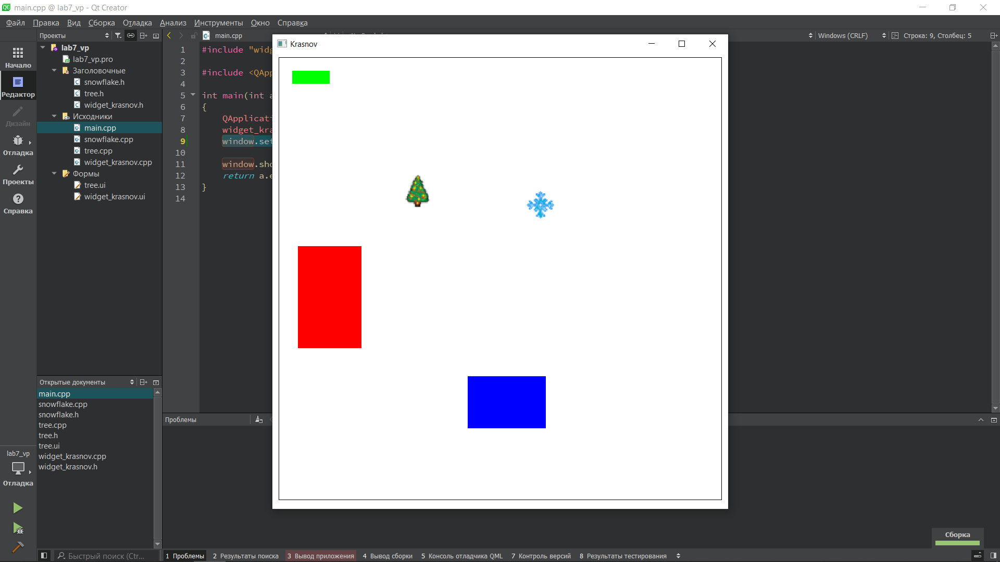 main.cpp @ lab7_vp - Qt Creator
Файл Правка Вид Сборка Отладка Анализ Инструменты Окно Справка
Проекты
main.cpp
Windows (CRLF)
Строка: 9, Столбец: 5
Начало
Редактор
Дизайн
Отладка
Проекты
Справка
lab7_vp
lab7_vp.pro
Заголовочные
snowflake.h
tree.h
widget_krasnov.h
Исходники
main.cpp
snowflake.cpp
tree.cpp
widget_krasnov.cpp
Формы
tree.ui
widget_krasnov.ui
1 #include "widg
2
3 #include <QApp
4
5 int main(int a
6 {
7 QApplicati
8 widget_kra
9 window.set
10
11 window.sho
12 return a.e
13 }
14
Krasnov
Открытые документы
main.cpp
snowflake.cpp
snowflake.h
tree.cpp
tree.h
tree.ui
widget_krasnov.cpp
widget_krasnov.h
Проблемы
lab7_vp
Отладка
Сборка
Быстрый поиск (Ctr...
1 Проблемы
2 Результаты поиска
3 Вывод приложения
4 Вывод сборки
5 Консоль отладчика QML
7 Контроль версий
8 Результаты тестирования